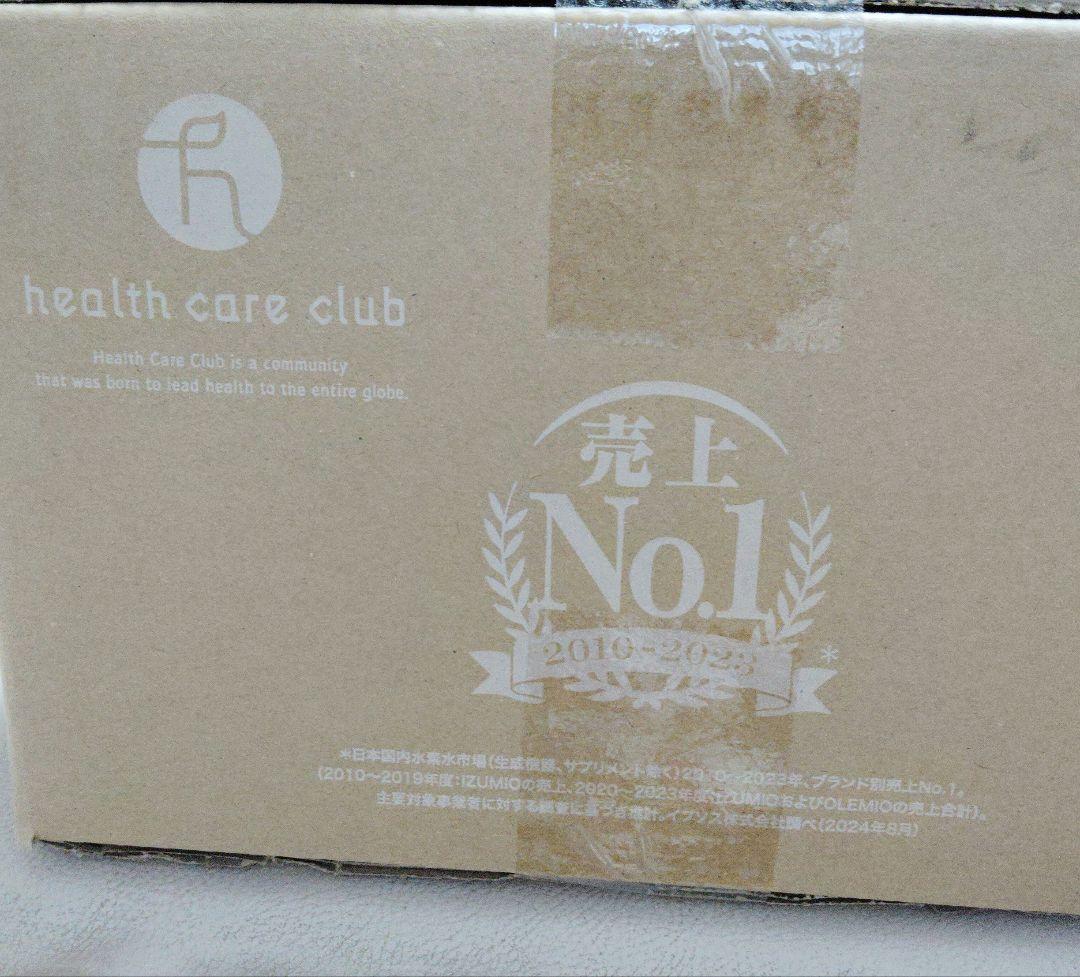 health care club
Health Care Club is a community
that was born to lead health to the entire globe.
売上
No.1
2010-2023
*
*日本国内水素水市場(生成機器、サプリメント除く)2010〜2023年、ブランド別売上No.1。
(2010〜2019年度:IZUMIOの売上、2020〜2023年度:IZUMIOおよびOLEMIOの売上合計)。
主要対象事業者に対する調査に基づき推計。イプソス株式会社調べ(2024年8月)